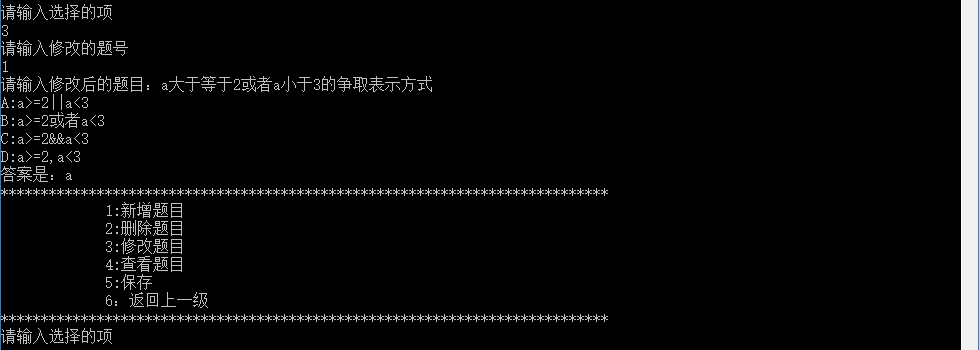 请输入选择的项
3
请输入修改的题号
1
请输入修改后的题目：a大于等于2或者a小于3的争取表示方式
A:a>=2||a<3
B:a>=2或者a<3
C:a>=2&&a<3
D:a>=2,a<3
答案是：a
****************************************************************************
1:新增题目
2:删除题目
3:修改题目
4:查看题目
5:保存
6：返回上一级
****************************************************************************
请输入选择的项